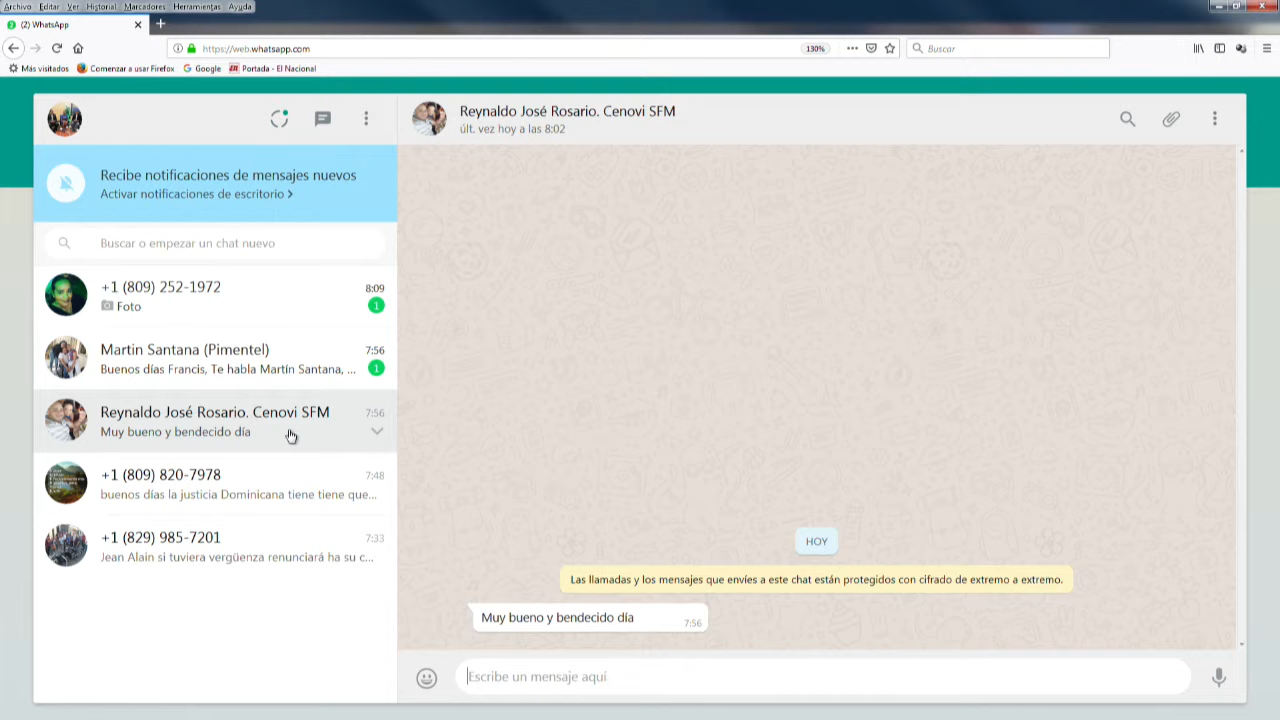 Archivo Editar Ver Historial Marcadores Herramientas Ayuda
(2) WhatsApp
https://web.whatsapp.com
130%
Buscar
Más visitados Comenzar a usar Firefox Google Portada - El Nacional
Reynaldo José Rosario. Cenovi SFM
últ. vez hoy a las 8:02
Recibe notificaciones de mensajes nuevos
Activar notificaciones de escritorio >
Buscar o empezar un chat nuevo
+1 (809) 252-1972 8:09
Foto 1
Martin Santana (Pimentel) 7:56
Buenos días Francis, Te habla Martín Santana, ... 1
Reynaldo José Rosario. Cenovi SFM 7:56
Muy bueno y bendecido día
+1 (809) 820-7978 7:48
buenos días la justicia Dominicana tiene tiene que...
+1 (829) 985-7201 7:33
Jean Alain si tuviera vergüenza renunciará ha su c...
HOY
Las llamadas y los mensajes que envíes a este chat están protegidos con cifrado de extremo a extremo.
Muy bueno y bendecido día 7:56
Escribe un mensaje aquí